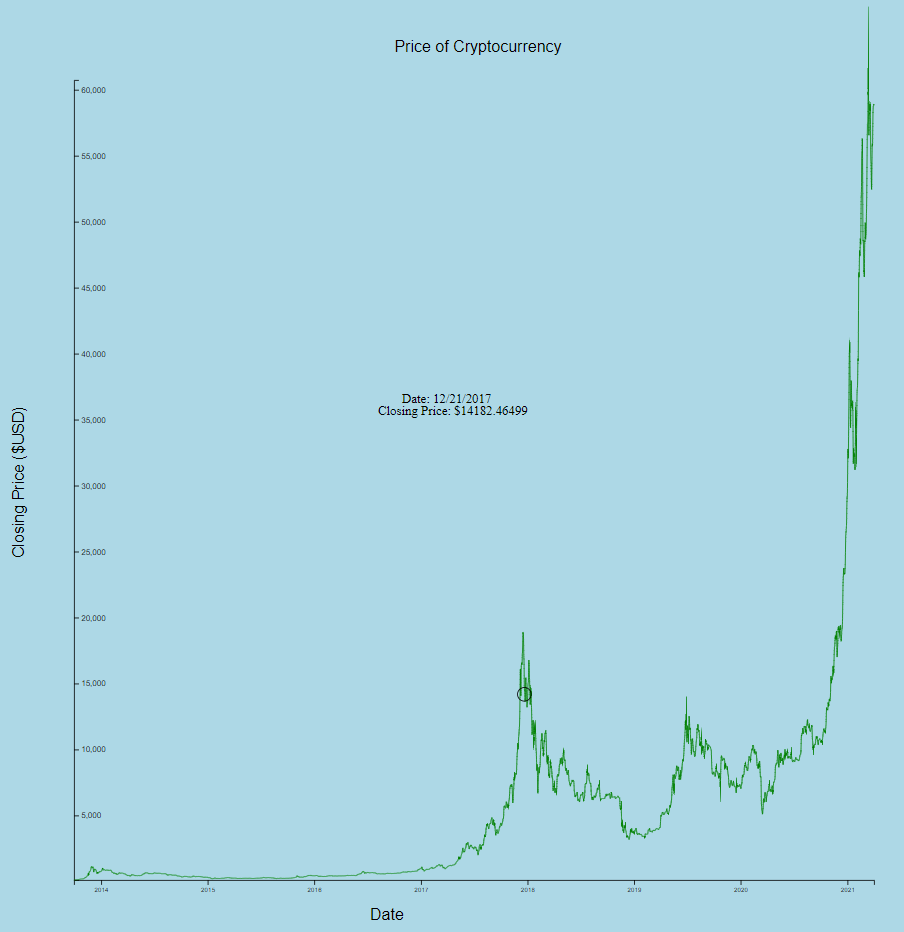 Price of Cryptocurrency
60,000
55,000
50,000
45,000
40,000
Date: 12/21/2017
Closing Price: $14182.46499
35,000
Closing Price ($USD)
30,000
25,000
20,000
15,000
10,000
5,000
2014 2015 2016 2017 2018 2019 2020 2021
Date